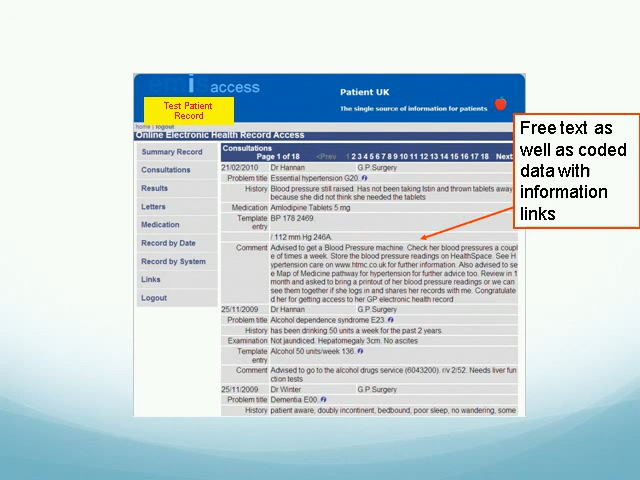 emisaccess
Test Patient
Record
Patient UK
The single source of information for patients
home | logout
Online Electronic Health Record Access
Free text as
well as coded
data with
information
links
Summary Record
Consultations
Results
Letters
Medication
Record by Date
Record by System
Links
Logout
Consultations
Page 1 of 18 <Prev 1 2 3 4 5 6 7 8 9 10 11 12 13 14 15 16 17 18 Next
21/02/2010 Dr Hannan G.P.Surgery
Problem title Essential hypertension G20.
History Blood pressure still raised. Has not been taking Istin and thrown tablets away
because she did not think she needed the tablets
Medication Amlodipine Tablets 5 mg
Template BP 178 2469.
entry
/ 112 mm Hg 246A.
Comment Advised to get a Blood Pressure machine. Check her blood pressures a coupl
e of times a week. Store the blood pressure readings on HealthSpace. See H
ypertension care on www.htmc.co.uk for further information. Also advised to se
e Map of Medicine pathway for hypertension for further advice too. Review in 1
month and asked to bring a printout of her blood pressure readings or we can
see them together if she logs in and shares her records with me. Congratulate
d her for getting access to her GP electronic health record
25/11/2009 Dr Hannan G.P.Surgery
Problem title Alcohol dependence syndrome E23.
History has been drinking 50 units a week for the past 2 years.
Examination Not jaundiced. Hepatomegaly 3cm. No ascites
Template Alcohol 50 units/week 136.
entry
Comment Advised to go to the alcohol drugs service (6043200). r/v 2/52. Needs liver fun
ction tests
25/11/2009 Dr Winter G.P.Surgery
Problem title Dementia E00.
History patient aware, doubly incontinent, bedbound, poor sleep, no wandering, some